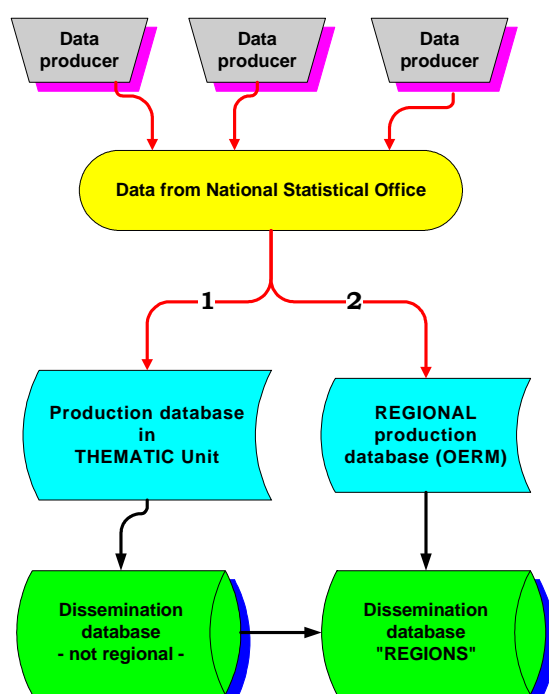 Data
producer
Data
producer
Data
producer
Data from National Statistical Office
1
2
Production database
in
THEMATIC Unit
REGIONAL
production
database (OERM)
Dissemination
database
- not regional -
Dissemination
database
"REGIONS"